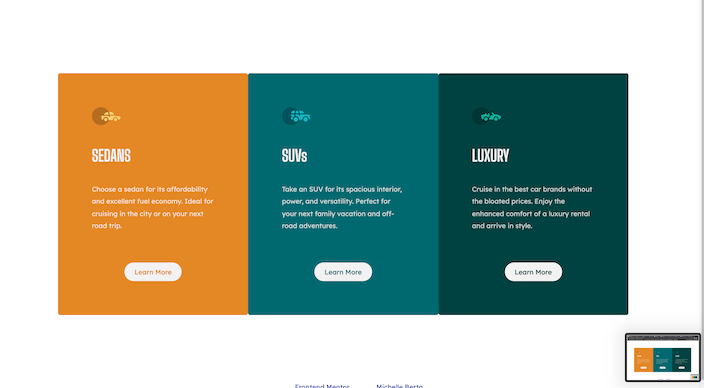 SEDANS
Choose a sedan for its affordability
and excellent fuel economy. Ideal for
cruising in the city or on your next
road trip.
Learn More
SUVs
Take an SUV for its spacious interior,
power, and versatility. Perfect for
your next family vacation and off-
road adventures.
Learn More
LUXURY
Cruise in the best car brands without
the bloated prices. Enjoy the
enhanced comfort of a luxury rental
and arrive in style.
Learn More
Frontend Mentor Michelle Berta